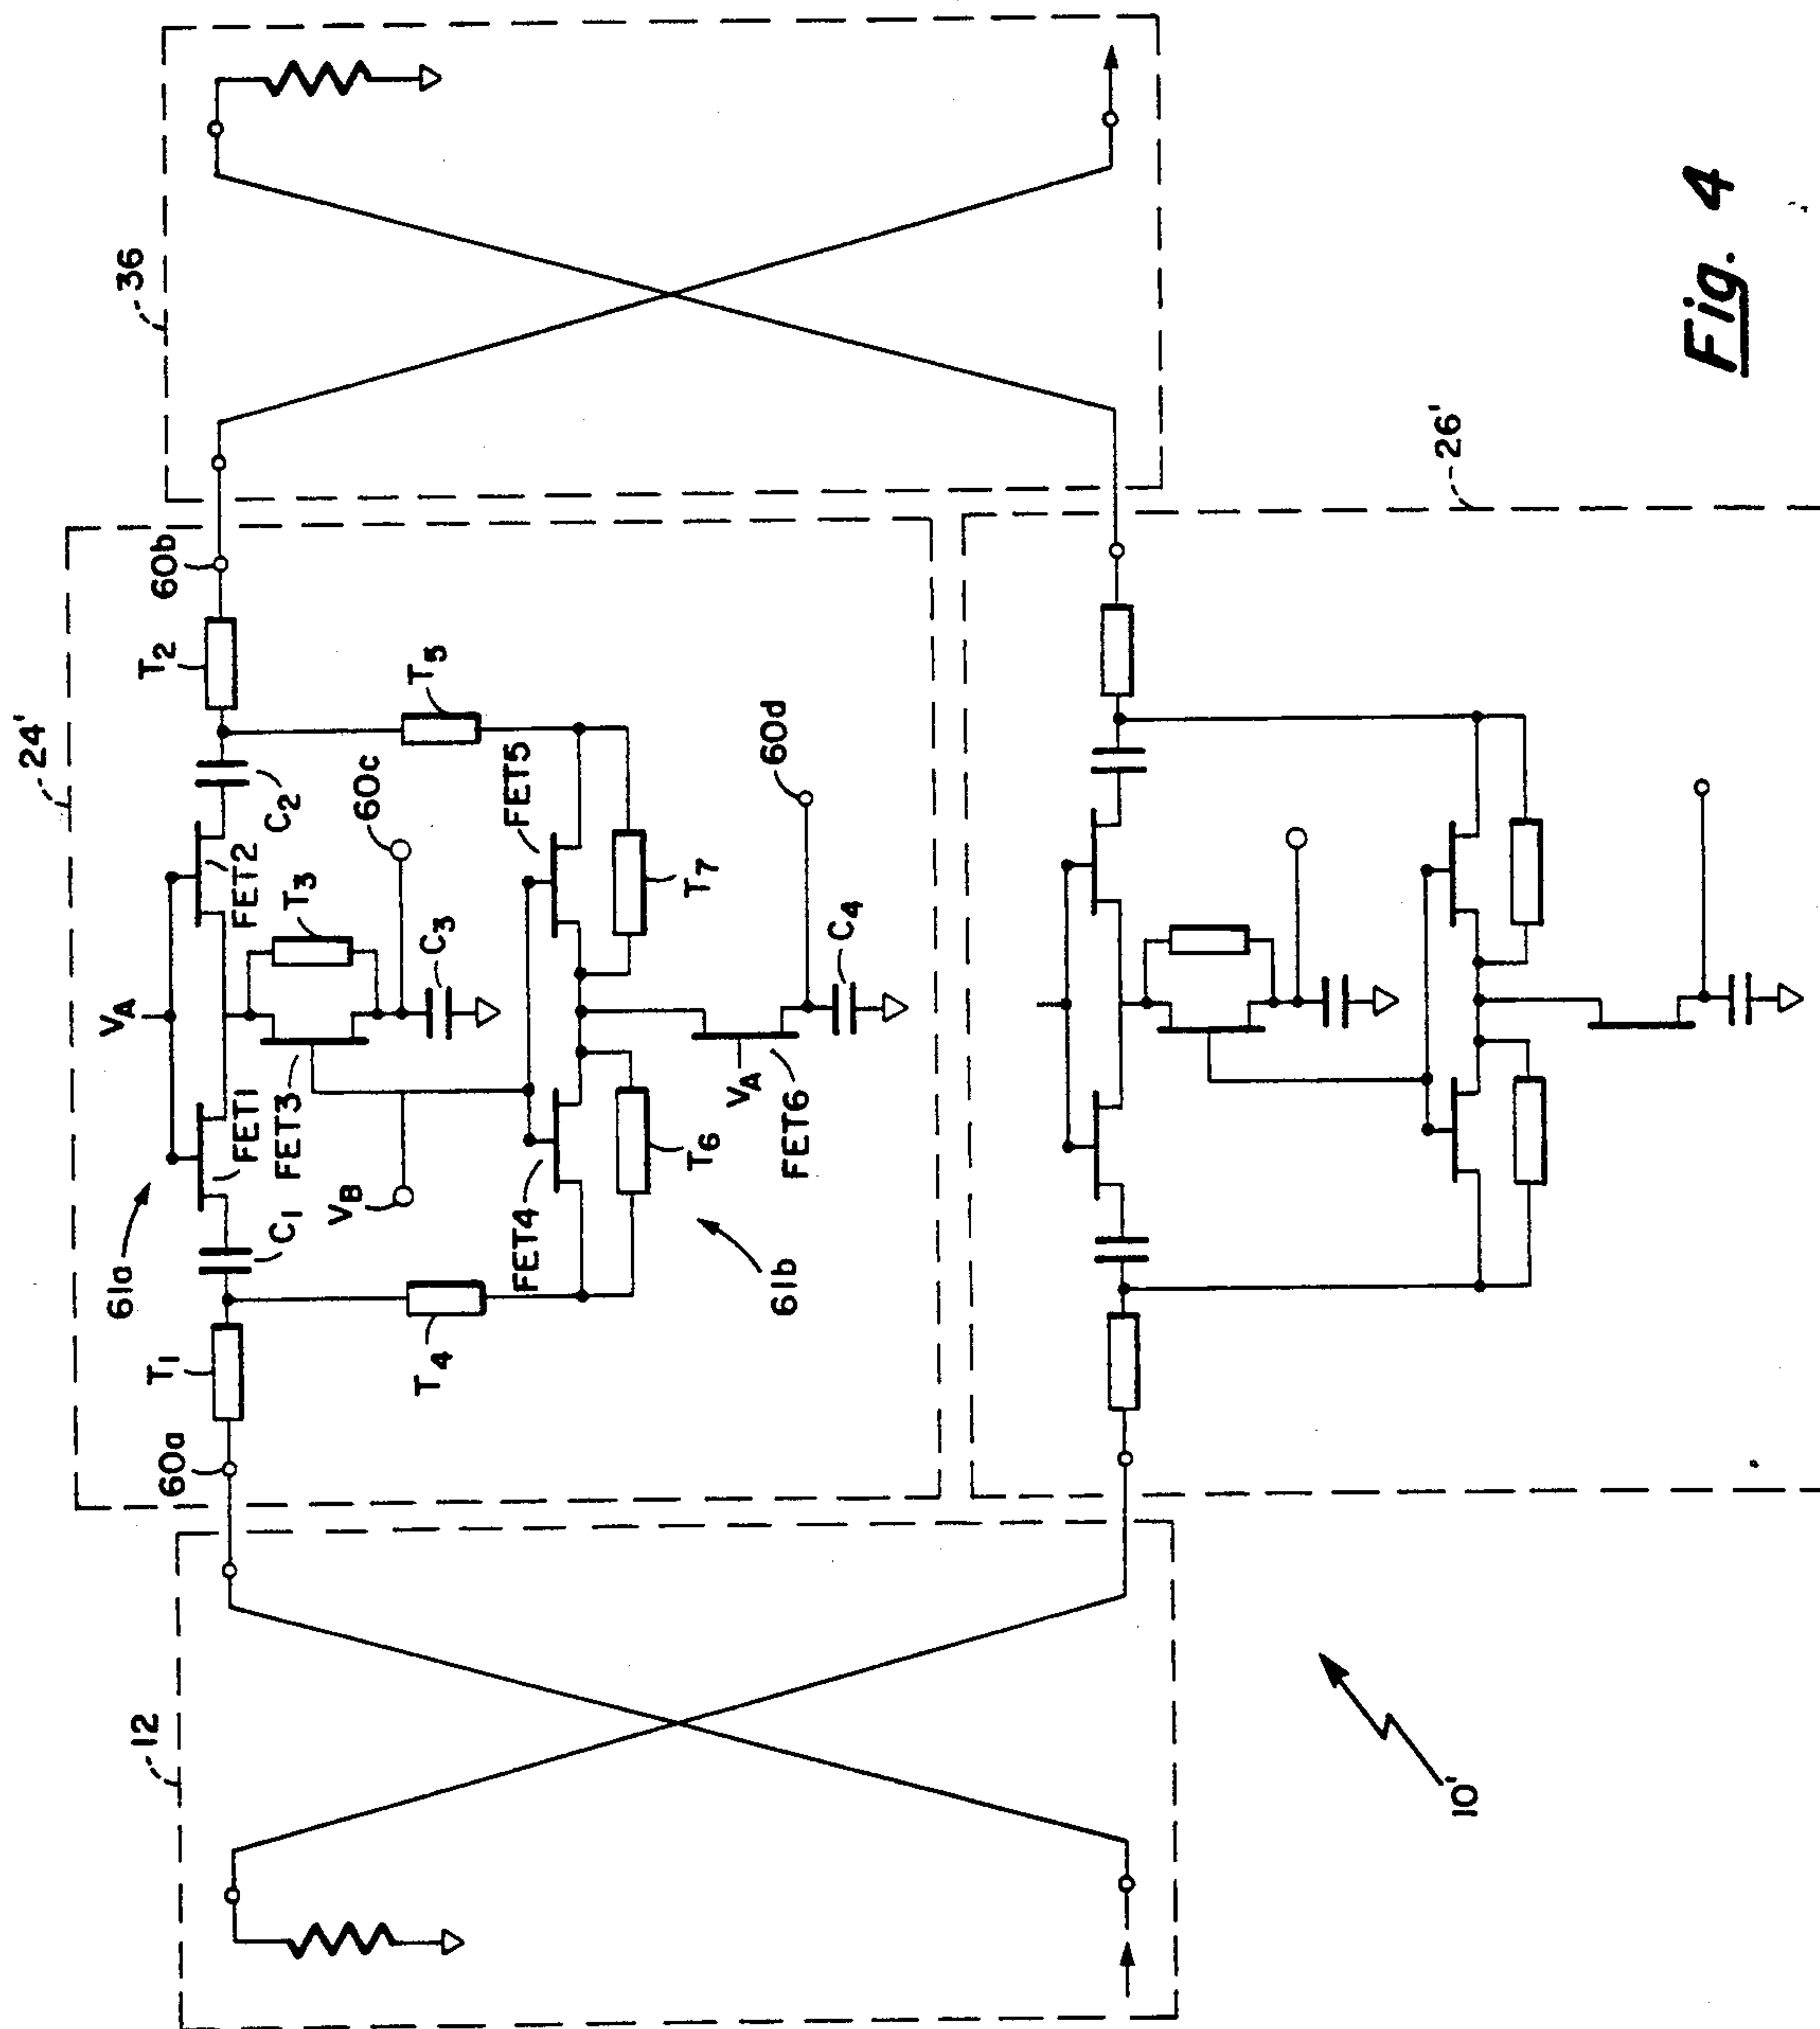 12
24'
36
61a
VA
60a
T1
C1
FET1
FET2
C2
T2
60b
FET3
T3
C3
60c
VB
T4
T5
FET4
FET5
T6
T7
61b
VA
FET6
C4
60d
26'
10'
Fig. 4